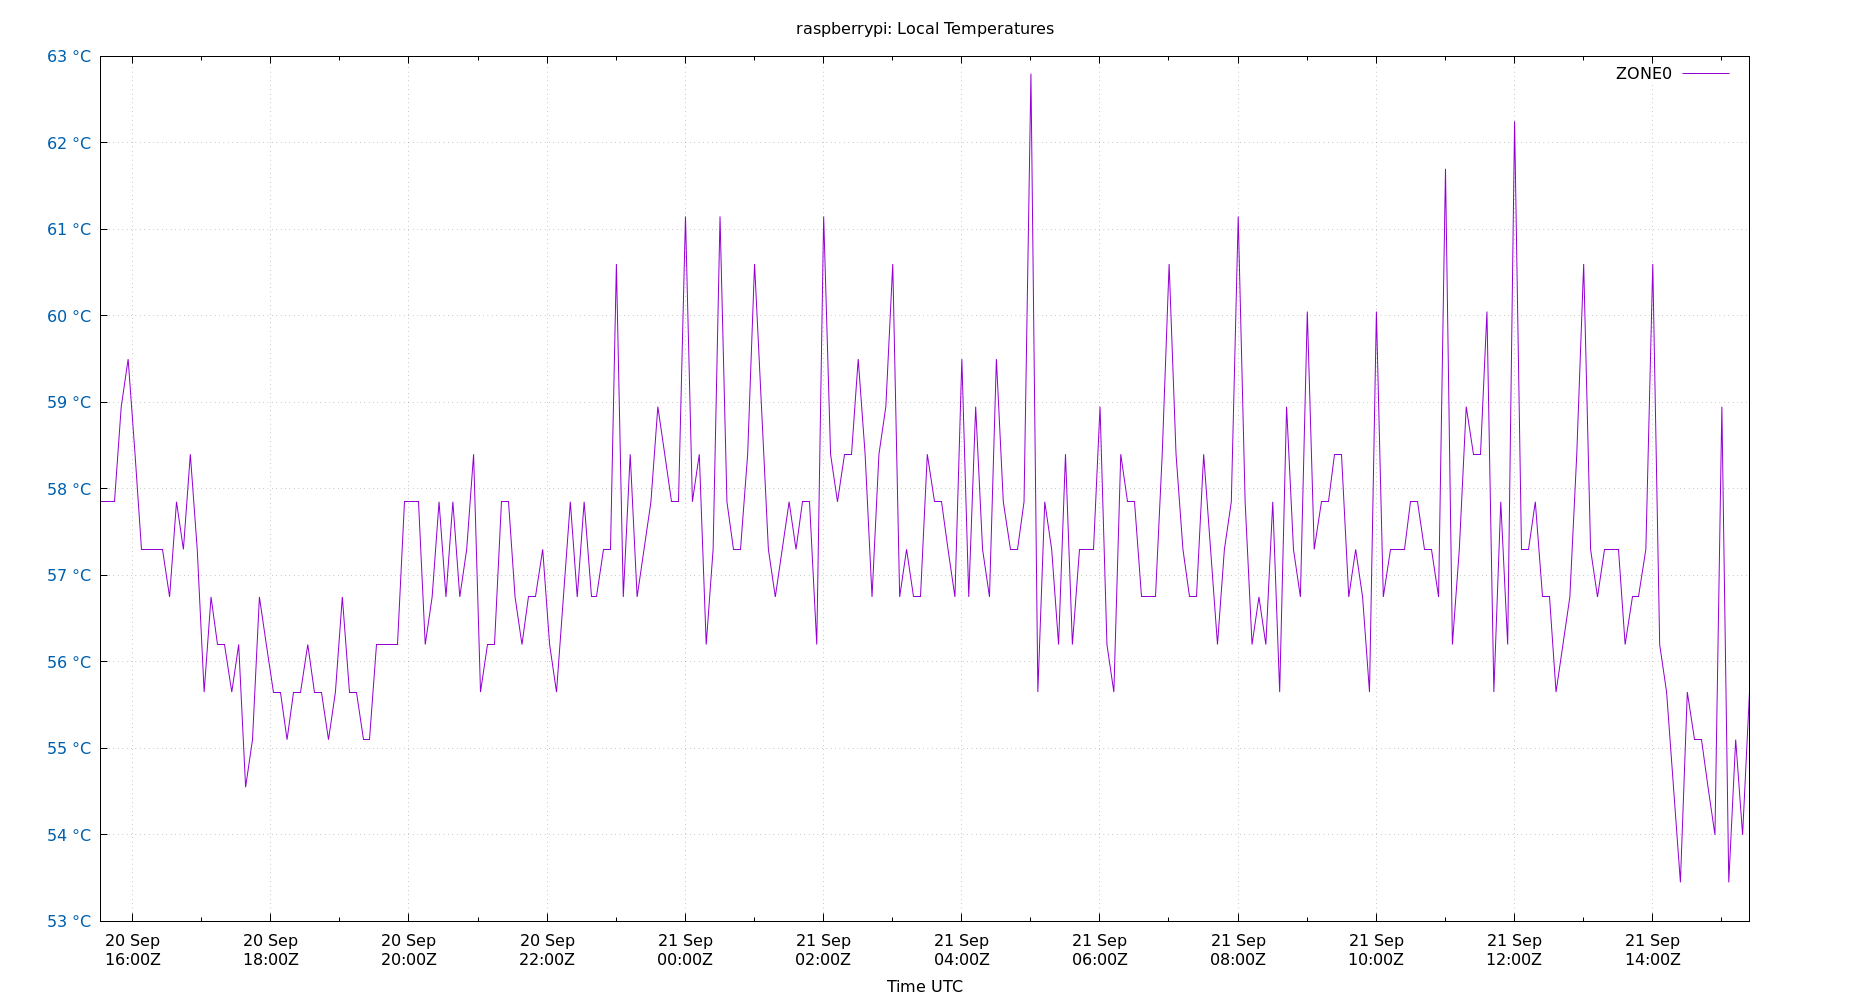 raspberrypi: Local Temperatures
63 °C
ZONE0
62 °C
61 °C
60 °C
59 °C
58 °C
57 °C
56 °C
55 °C
54 °C
53 °C
20 Sep 20 Sep 20 Sep 20 Sep 21 Sep 21 Sep 21 Sep 21 Sep 21 Sep 21 Sep 21 Sep 21 Sep
16:00Z 18:00Z 20:00Z 22:00Z 00:00Z 02:00Z 04:00Z 06:00Z 08:00Z 10:00Z 12:00Z 14:00Z
Time UTC